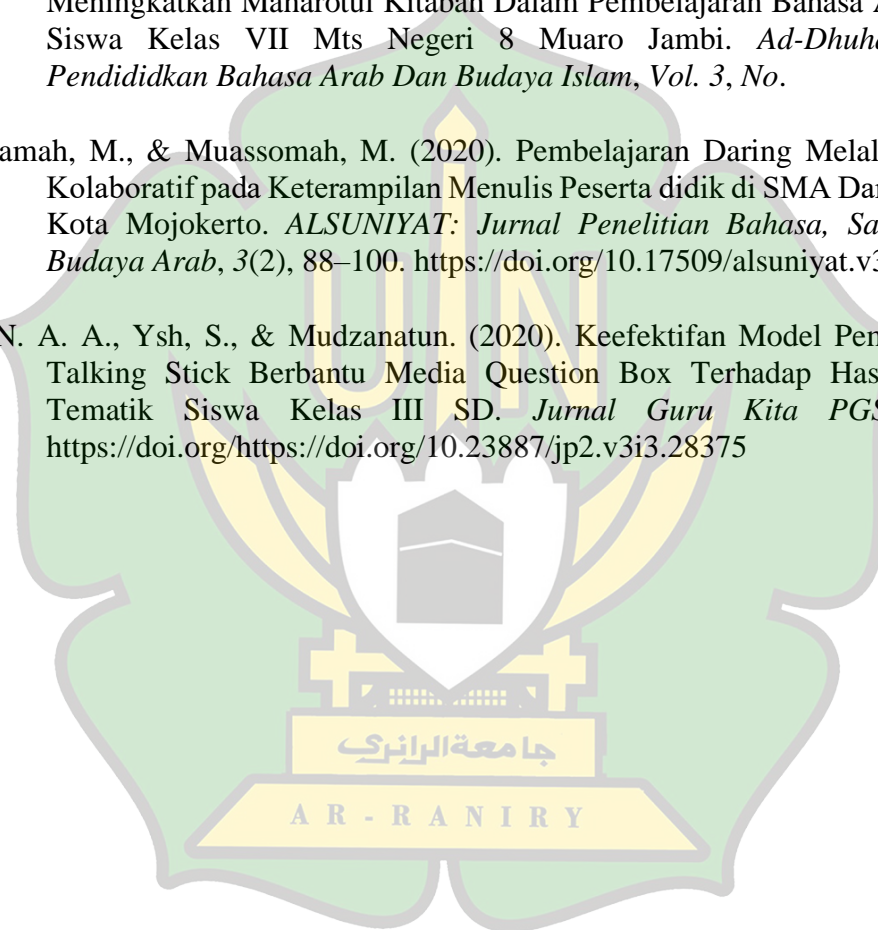 Meningkatkan Maharotul Kitabah Dalam Pembelajaran Bahasa
Siswa Kelas VII Mts Negeri 8 Muaro Jambi. Ad-Dhuha
Pendididkan Bahasa Arab Dan Budaya Islam, Vol. 3, No.
amah, M., & Muassomah, M. (2020). Pembelajaran Daring Melal
Kolaboratif pada Keterampilan Menulis Peserta didik di SMA Dar
Kota Mojokerto. ALSUNIYAT: Jurnal Penelitian Bahasa, Sa
Budaya Arab, 3(2), 88–100. https://doi.org/10.17509/alsuniyat.v3
N. A. A., Ysh, S., & Mudzanatun. (2020). Keefektifan Model Pem
Talking Stick Berbantu Media Question Box Terhadap Has
Tematik Siswa Kelas III SD. Jurnal Guru Kita PGS
https://doi.org/https://doi.org/10.23887/jp2.v3i3.28375
UIN
جامعةالرانري
AR-RANIRY